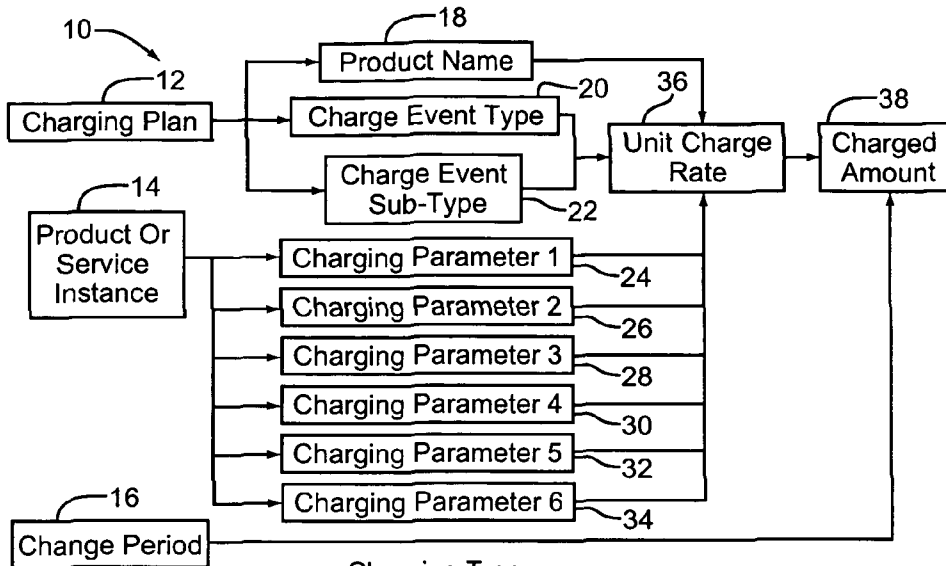 10
18
Product Name
12
Charging Plan
20
Charge Event Type
36
Unit Charge
Rate
38
Charged
Amount
Charge Event
Sub-Type
22
14
Product Or
Service
Instance
Charging Parameter 1
24
Charging Parameter 2
26
Charging Parameter 3
28
Charging Parameter 4
30
Charging Parameter 5
32
Charging Parameter 6
34
16
Change Period